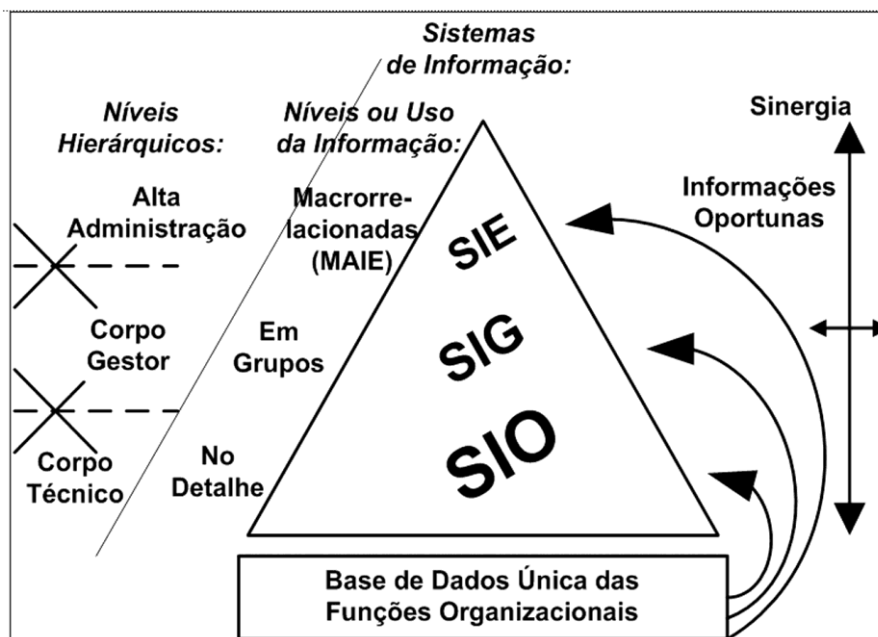 Sistemas
de Informação:
Níveis
Hierárquicos:
Níveis ou Uso
da Informação:
Sinergia
Alta
Administração
Macrorre-
lacionadas
(MAIE)
SIE
Informações
Oportunas
Corpo
Gestor
Em
Grupos
SIG
Corpo
Técnico
No
Detalhe
SIO
Base de Dados Única das
Funções Organizacionais